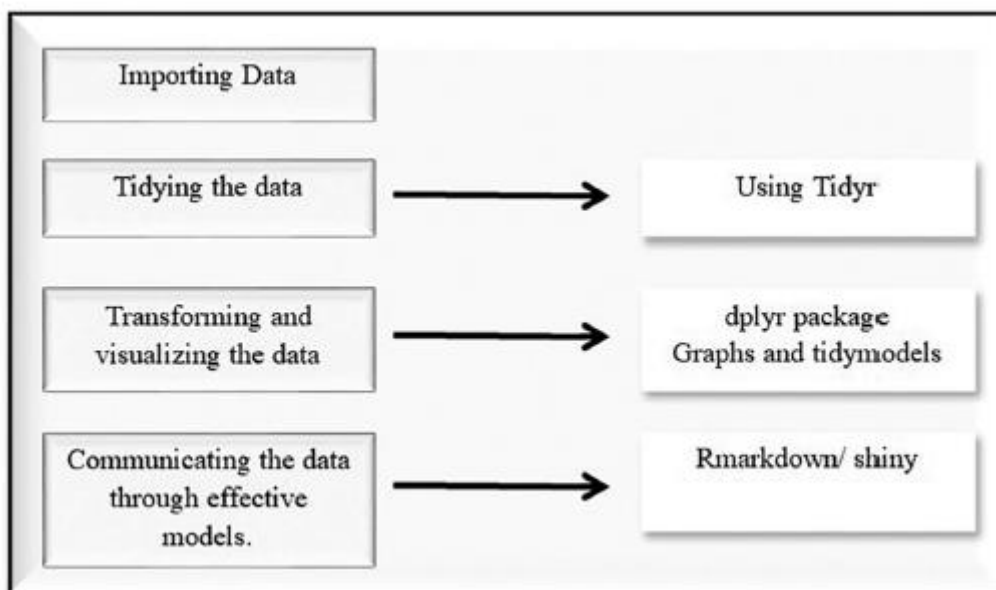 Importing Data
Tidying the data
Using Tidyr
Transforming and
visualizing the data
dplyr package
Graphs and tidymodels
Communicating the data
through effective
models.
Rmarkdown/ shiny